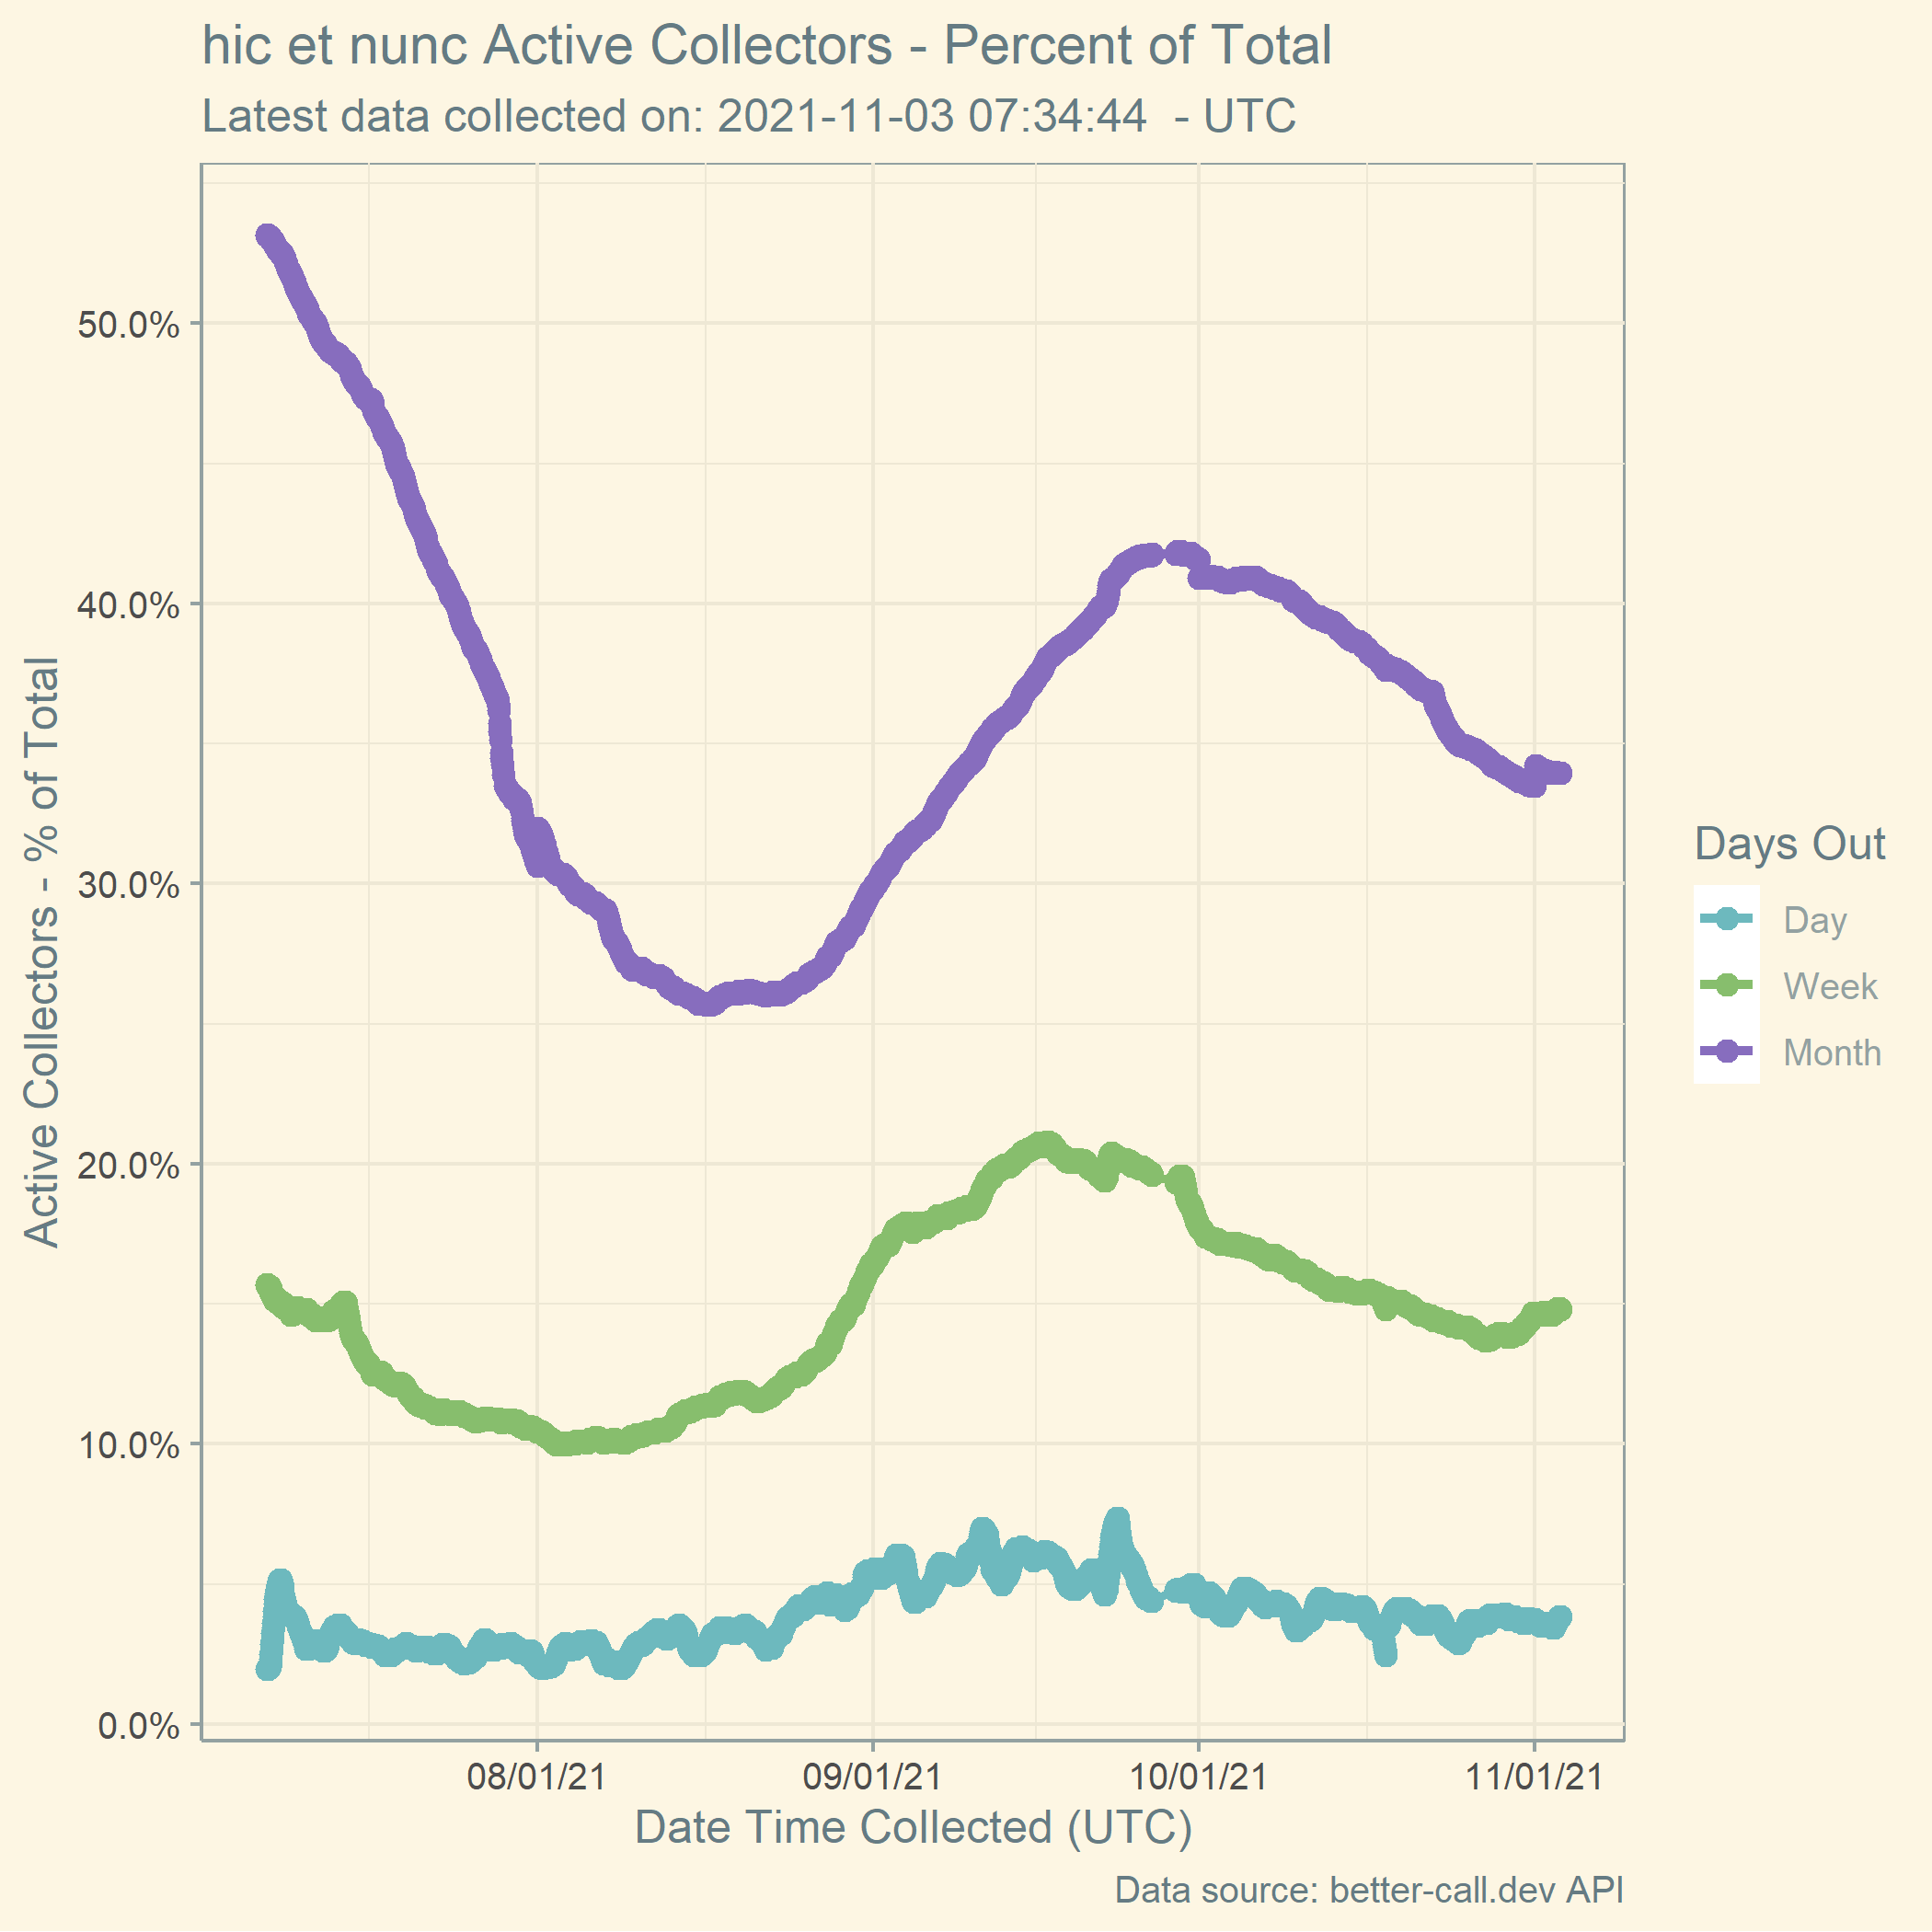 hic et nunc Active Collectors - Percent of Total
Latest data collected on: 2021-11-03 07:34:44  - UTC
Active Collectors - % of Total
50.0%
40.0%
30.0%
20.0%
10.0%
0.0%
08/01/21
09/01/21
10/01/21
11/01/21
Date Time Collected (UTC)
Days Out
Day
Week
Month
Data source: better-call.dev API